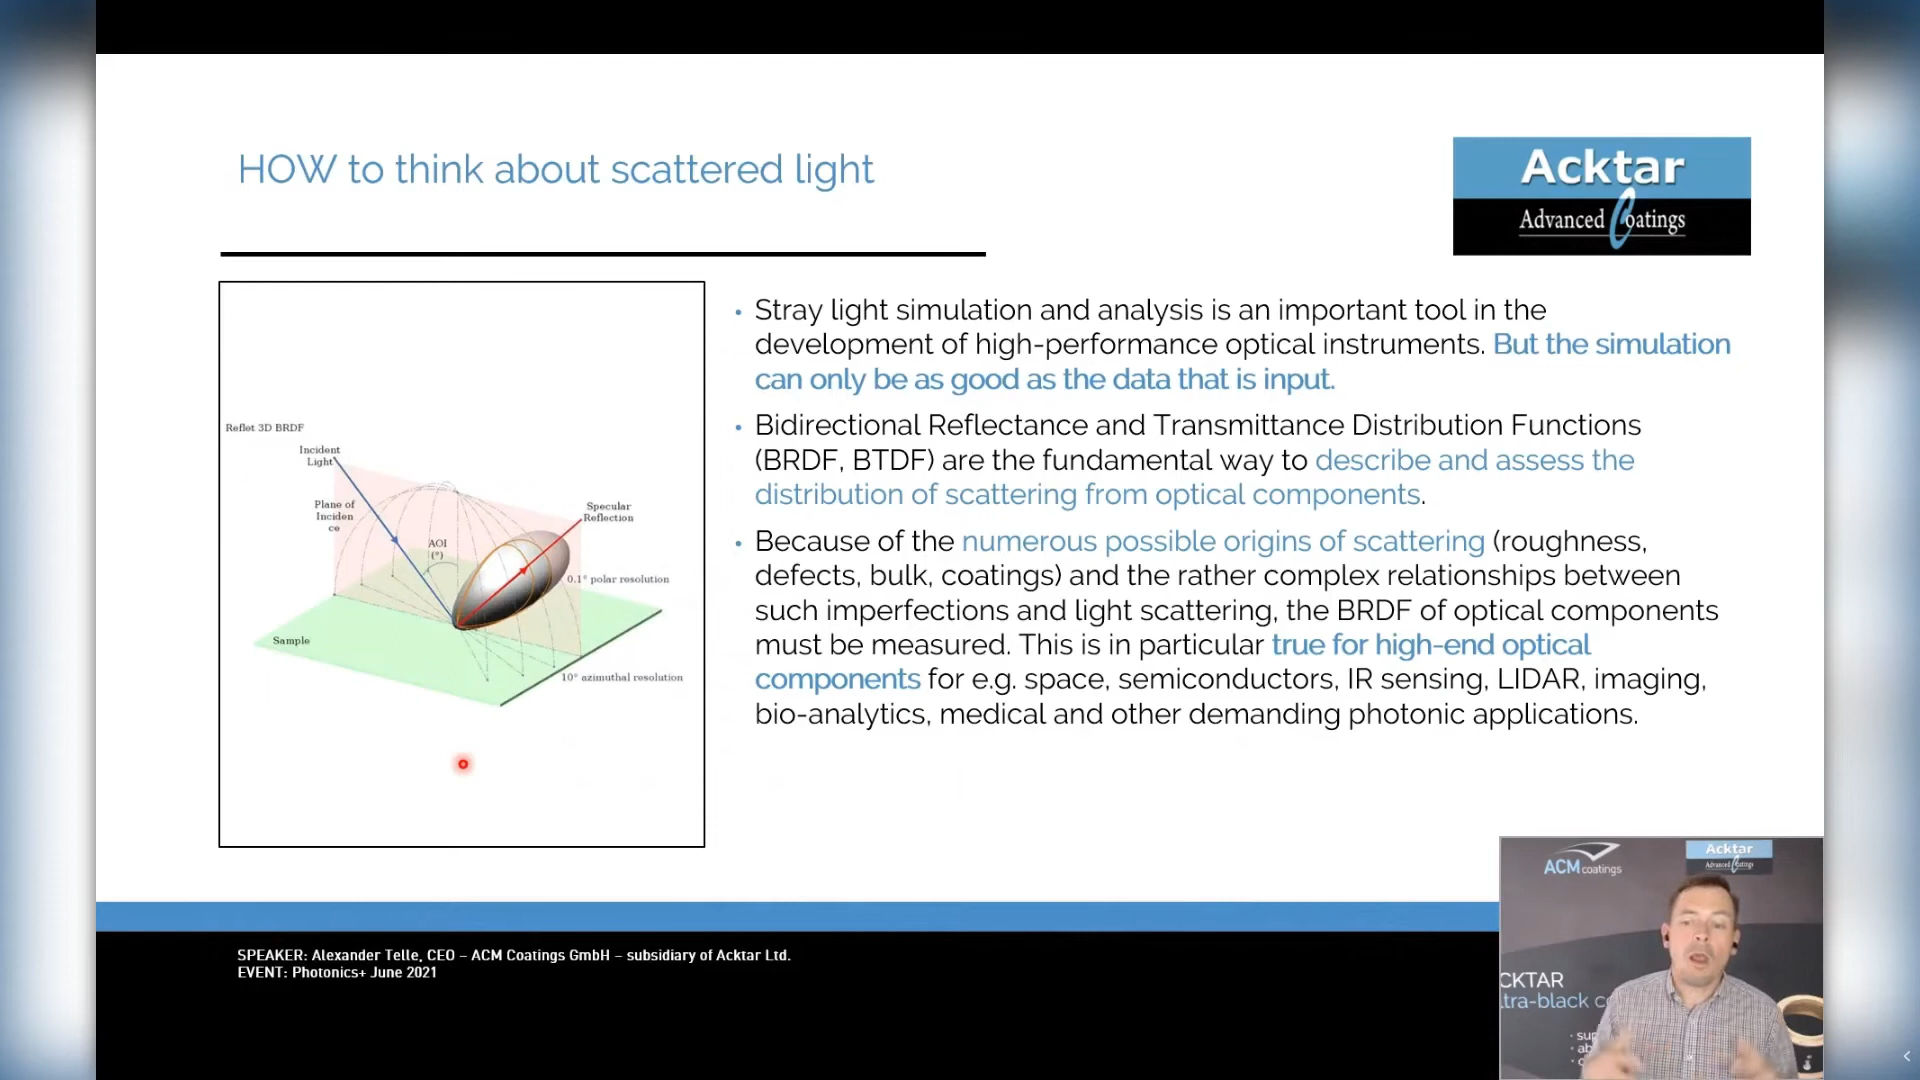 HOW to think about scattered light
Acktar
Advanced Coatings
• Stray light simulation and analysis is an important tool in the
development of high-performance optical instruments. But the simulation
can only be as good as the data that is input.
• Bidirectional Reflectance and Transmittance Distribution Functions
(BRDF, BTDF) are the fundamental way to describe and assess the
distribution of scattering from optical components.
• Because of the numerous possible origins of scattering (roughness,
defects, bulk, coatings) and the rather complex relationships between
such imperfections and light scattering, the BRDF of optical components
must be measured. This is in particular true for high-end optical
components for e.g. space, semiconductors, IR sensing, LIDAR, imaging,
bio-analytics, medical and other demanding photonic applications.
Reflet 3D BRDF
Incident
Light
Plane of
Inciden
ce
AOI
(°)
Specular
Reflection
0.1° polar resolution
Sample
10° azimuthal resolution
SPEAKER: Alexander Telle, CEO – ACM Coatings GmbH – subsidiary of Acktar Ltd.
EVENT: Photonics+ June 2021
ACM coatings
Acktar
Advanced Coatings
CKTAR
tra-black c